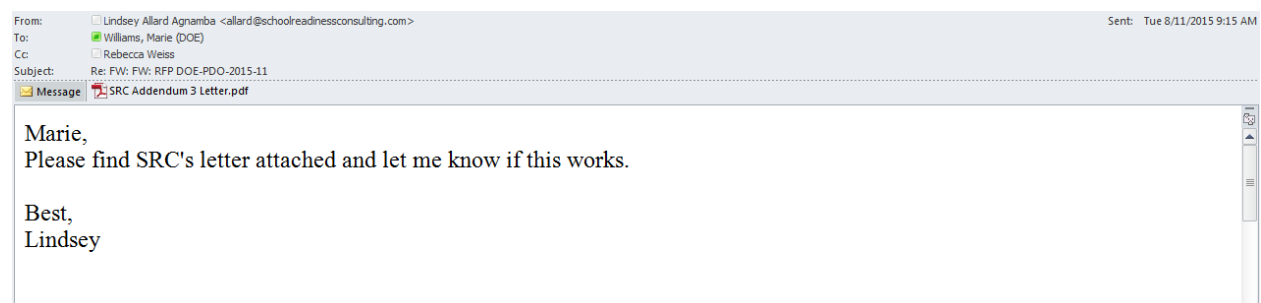 From: Lindsey Allard Agnamba <allard@schoolreadinessconsulting.com> Sent: Tue 8/11/2015 9:15 AM
To: Williams, Marie (DOE)
Cc: Rebecca Weiss
Subject: Re: FW: FW: RFP DOE-PDO-2015-11
Message SRC Addendum 3 Letter.pdf
Marie,
Please find SRC's letter attached and let me know if this works.
Best,
Lindsey